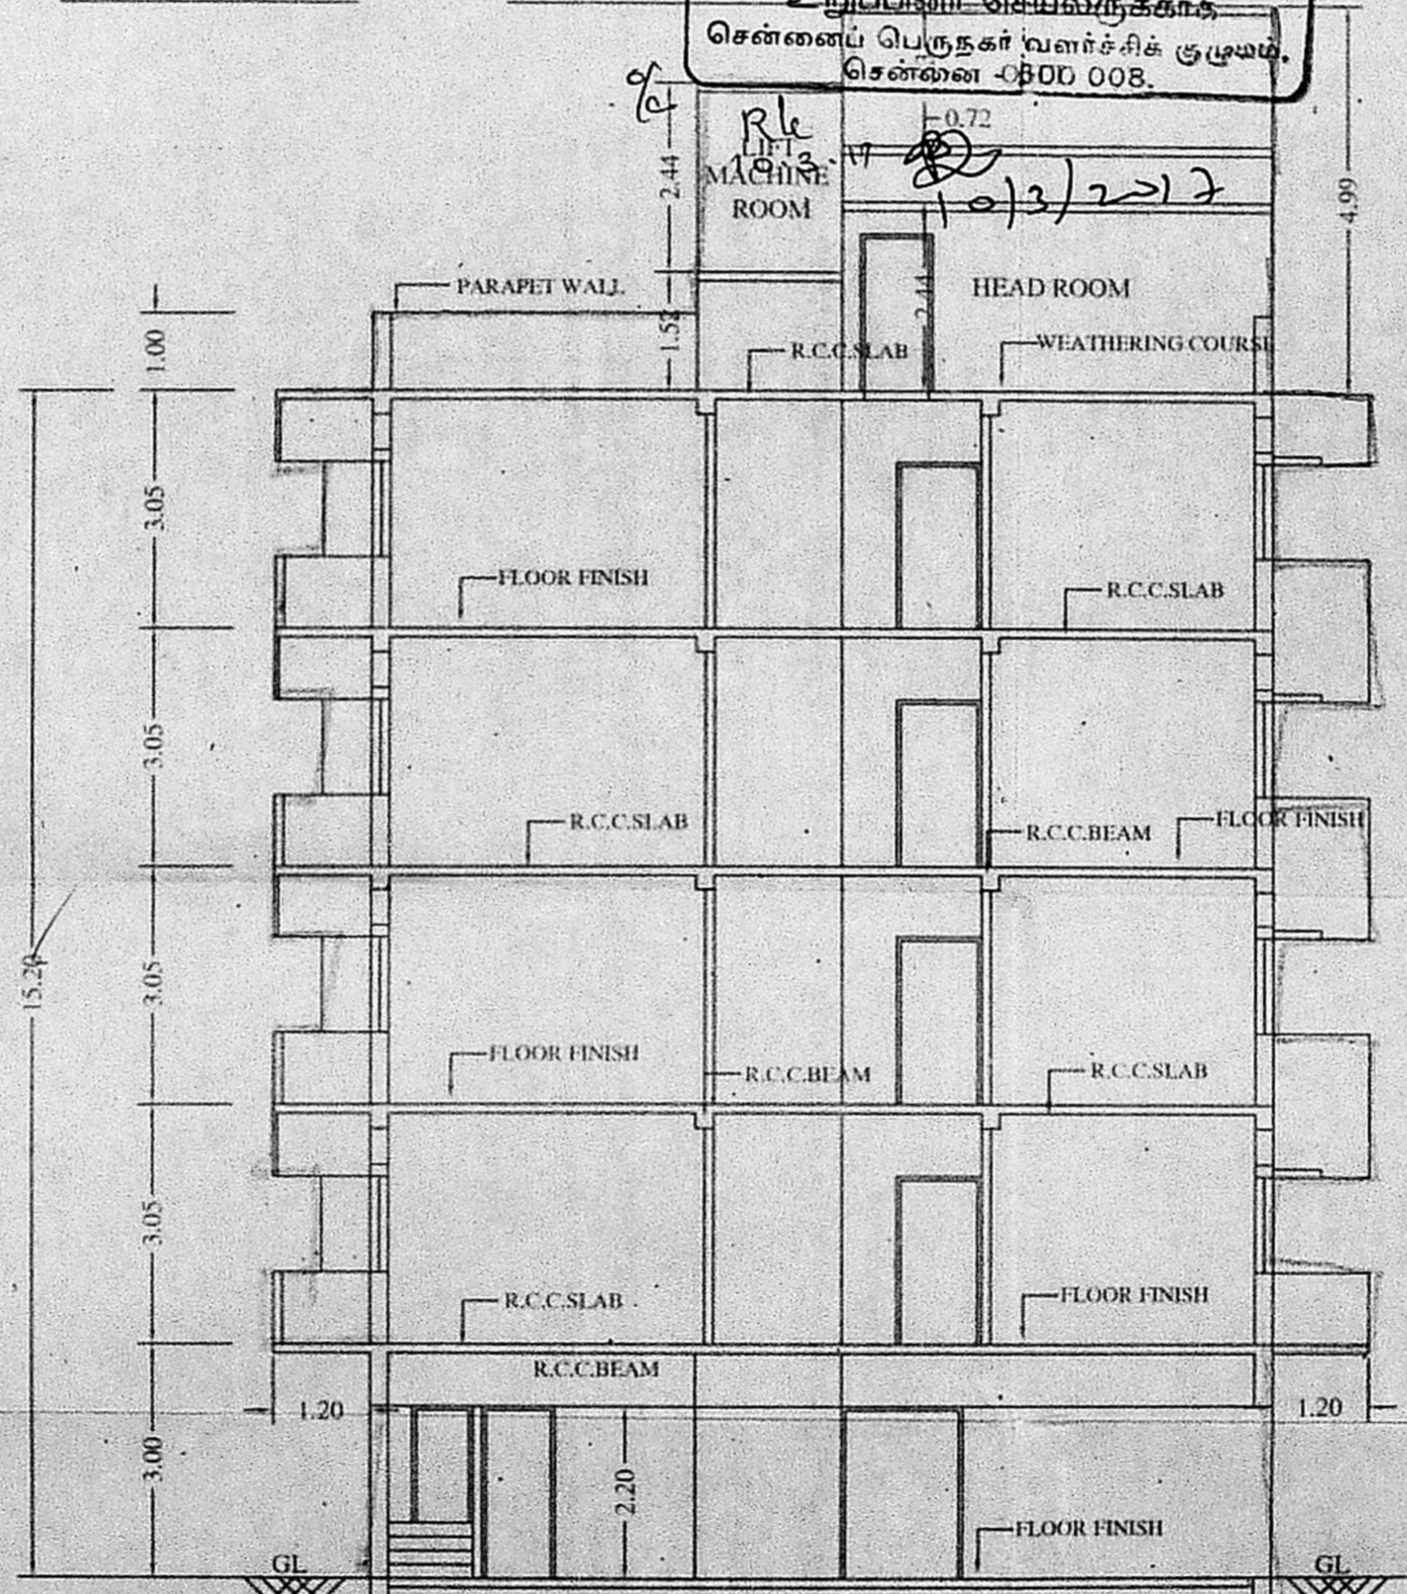 சென்னைப் பெருநகர் வளர்ச்சிக் குழுமம்,
சென்னை -0600 008.
0.72
2.44
LIFT
MACHINE
ROOM
10/3/2017
4.99
HEAD ROOM
PARAPET WALL
1.00
1.52
2.44
R.C.C.SLAB
WEATHERING COURSE
3.05
FLOOR FINISH
R.C.C.SLAB
3.05
R.C.C.SLAB
R.C.C.BEAM
FLOOR FINISH
15.20
3.05
FLOOR FINISH
R.C.C.BEAM
R.C.C.SLAB
3.05
R.C.C.SLAB
FLOOR FINISH
R.C.C.BEAM
1.20
1.20
3.00
2.20
FLOOR FINISH
GL
GL